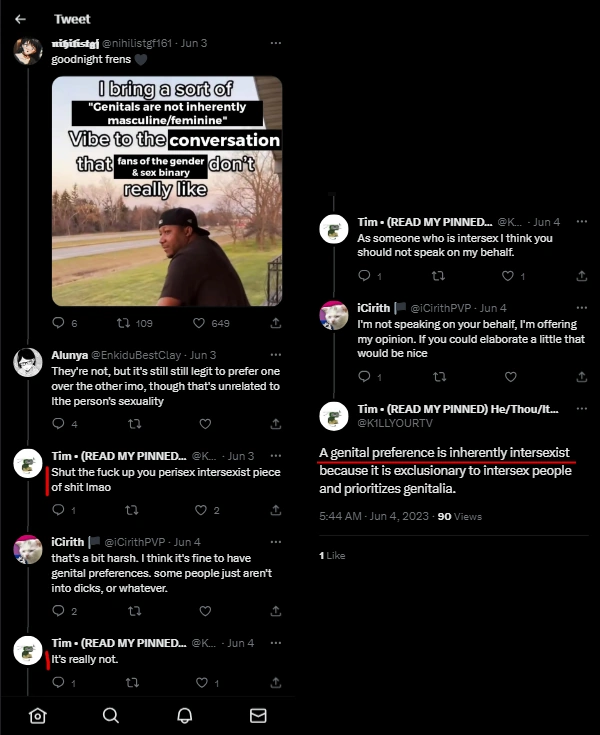 Tweet
nihilistgf @nihilistgf161 · Jun 3
goodnight frens 🖤
I bring a sort of
"Genitals are not inherently
masculine/feminine"
Vibe to the conversation
that fans of the gender
& sex binary don't
really like
6 109 649
Alunya @EnkiduBestClay · Jun 3
They're not, but it's still still legit to prefer one
over the other imo, though that's unrelated to
Ithe person's sexuality
4
Tim • (READ MY PINNED... @K... · Jun 3
Shut the fuck up you perisex intersexist piece
of shit lmao
1 2
iCirith 🏴 @iCirithPVP · Jun 4
that's a bit harsh. I think it's fine to have
genital preferences. some people just aren't
into dicks, or whatever.
2
Tim • (READ MY PINNED... @K... · Jun 4
It's really not.
1 1
Tim • (READ MY PINNED... @K... · Jun 4
As someone who is intersex I think you
should not speak on my behalf.
1 1
iCirith 🏴 @iCirithPVP · Jun 4
I'm not speaking on your behalf, I'm offering
my opinion. If you could elaborate a little that
would be nice
1
Tim • (READ MY PINNED) He/Thou/It...
@K1LLYOURTV
A genital preference is inherently intersexist
because it is exclusionary to intersex people
and prioritizes genitalia.
5:44 AM · Jun 4, 2023 · 90 Views
1 Like